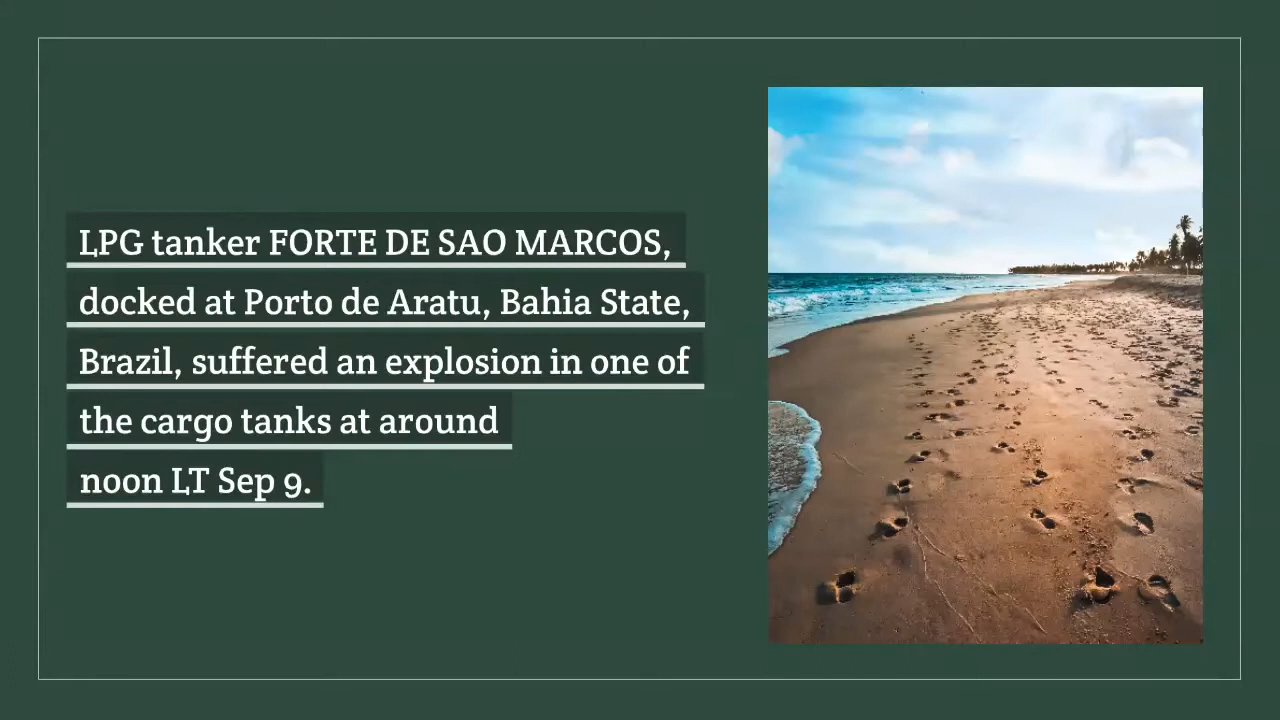 LPG tanker FORTE DE SAO MARCOS,
docked at Porto de Aratu, Bahia State,
Brazil, suffered an explosion in one of
the cargo tanks at around
noon LT Sep 9.